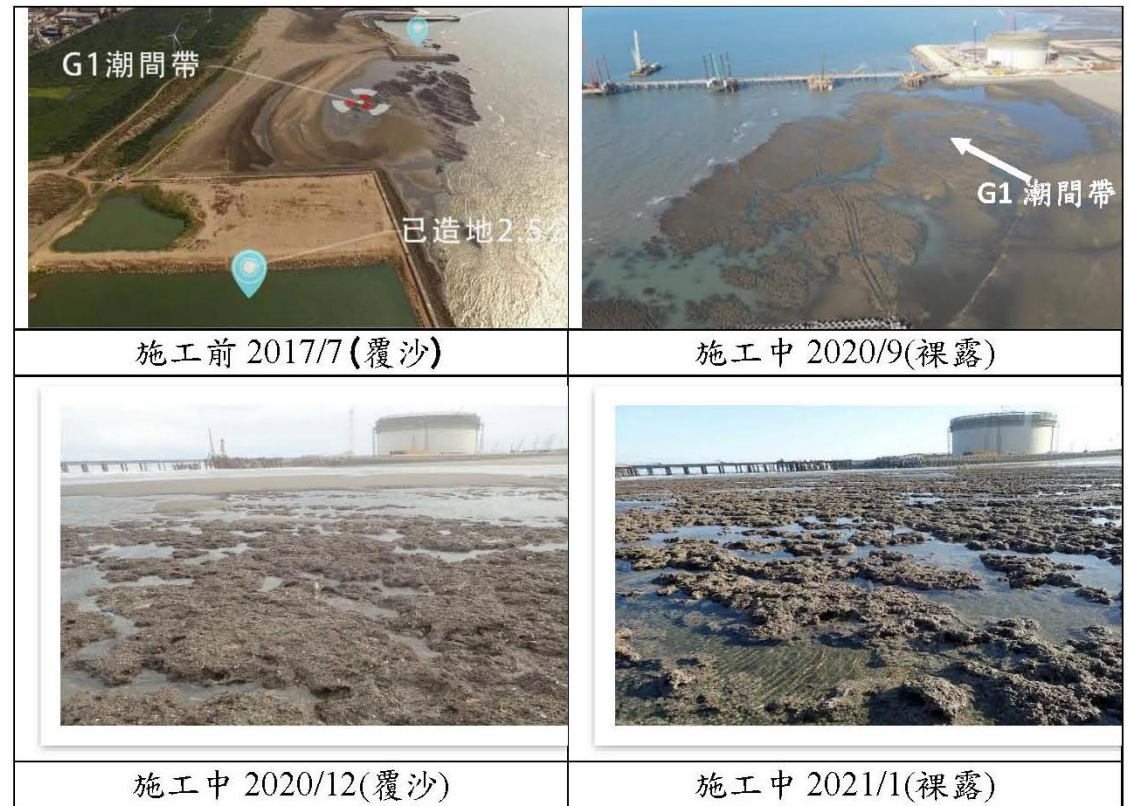 G1潮間帶
已造地2.5公
G1 潮間帶
施工前 2017/7 (覆沙)
施工中 2020/9(裸露)
施工中 2020/12(覆沙)
施工中 2021/1(裸露)